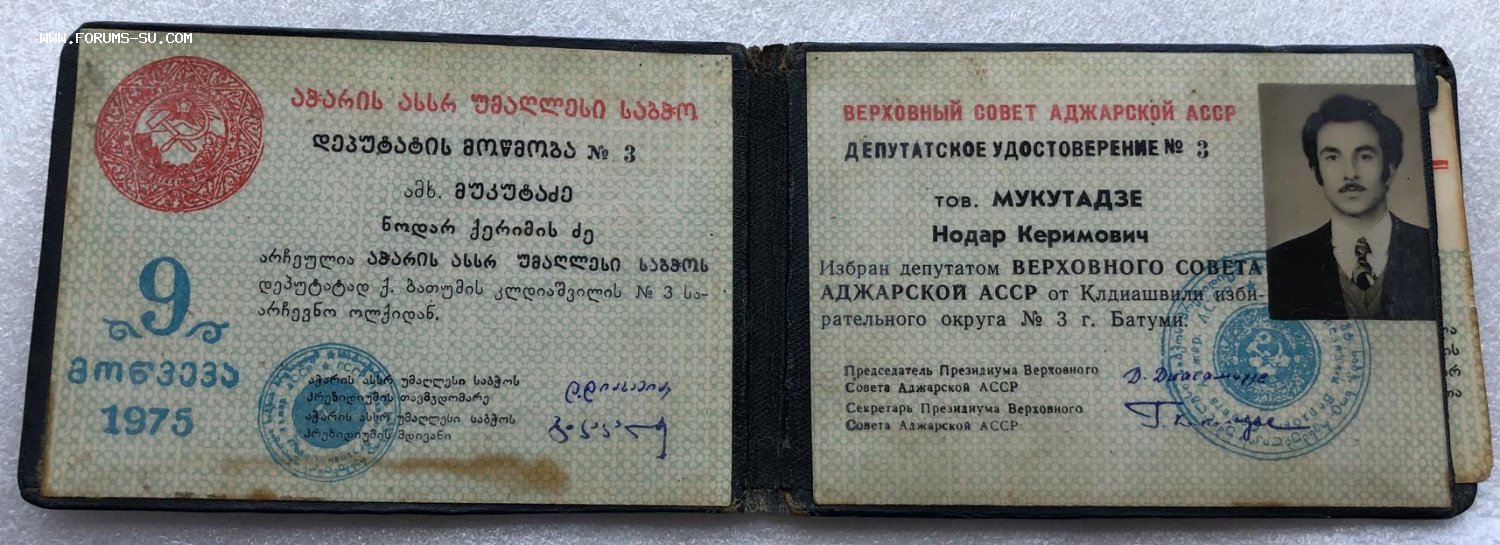 www.forums-su.com
აჭარის ასსრ უმაღლესი საბჭო
დეპუტატის მოწმობა № 3
ამხ. მუკუტაძე
ნოდარ ქერიმის ძე
არჩეულია აჭარის ასსრ უმაღლესი საბჭოს
დეპუტატად ქ. ბათუმის კლდიაშვილის № 3 სა-
არჩევნო ოლქიდან.
9
მოწვევა
1975
აჭარის ასსრ უმაღლესი საბჭოს
პრეზიდიუმის თავმჯდომარე
აჭარის ასსრ უმაღლესი საბჭოს
პრეზიდიუმის მდივანი
ВЕРХОВНЫЙ СОВЕТ АДЖАРСКОЙ АССР
ДЕПУТАТСКОЕ УДОСТОВЕРЕНИЕ № 3
тов. МУКУТАДЗЕ
Нодар Керимович
Избран депутатом ВЕРХОВНОГО СОВЕТА
АДЖАРСКОЙ АССР от Клдиашвили изби-
рательного округа № 3 г. Батуми.
Председатель Президиума Верховного
Совета Аджарской АССР
Секретарь Президиума Верховного
Совета Аджарской АССР